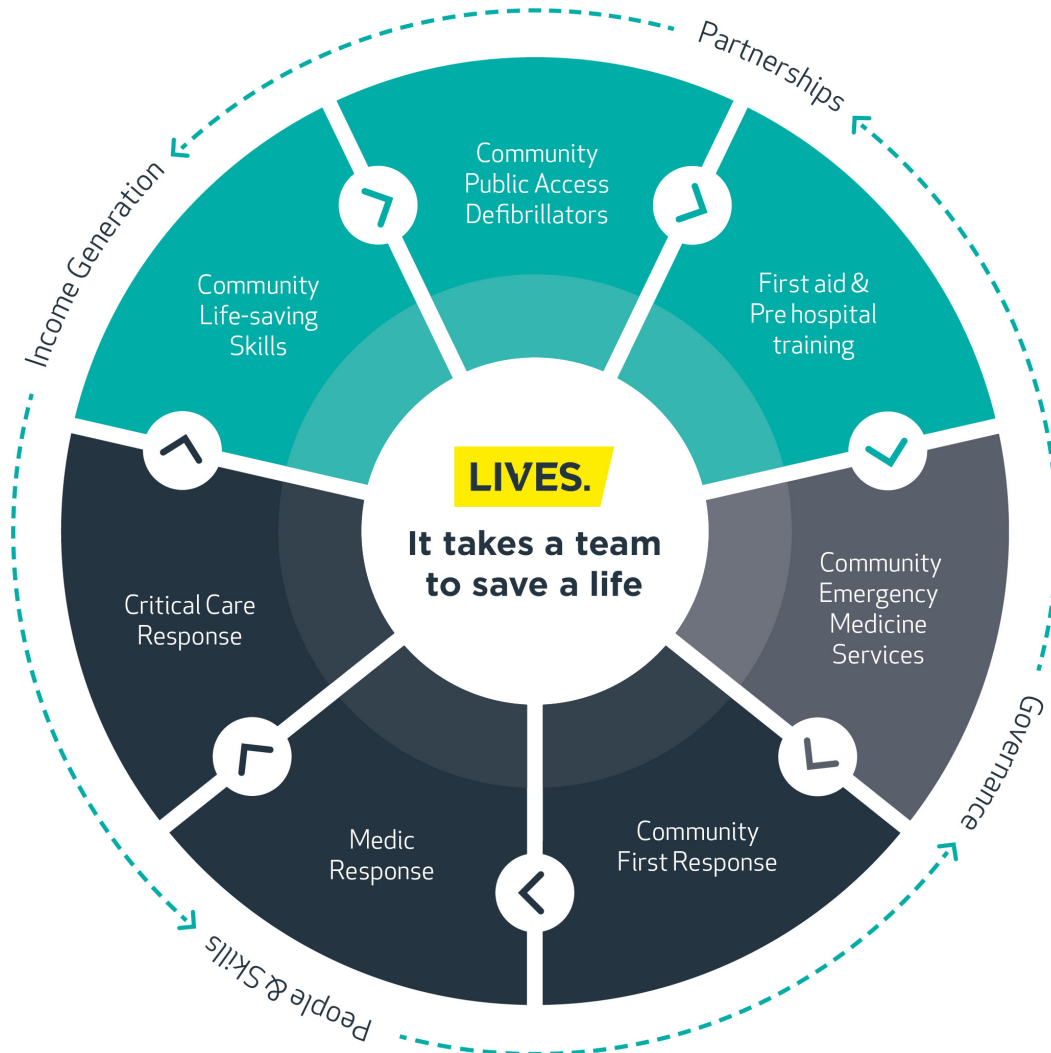 Partnerships
Income Generation
Community
Public Access
Defibrillators
Community
Life-saving
Skills
First aid &
Pre hospital
training
LIVES.
It takes a team
to save a life
Critical Care
Response
Community
Emergency
Medicine
Services
Medic
Response
Community
First Response
Governance
People & Skills